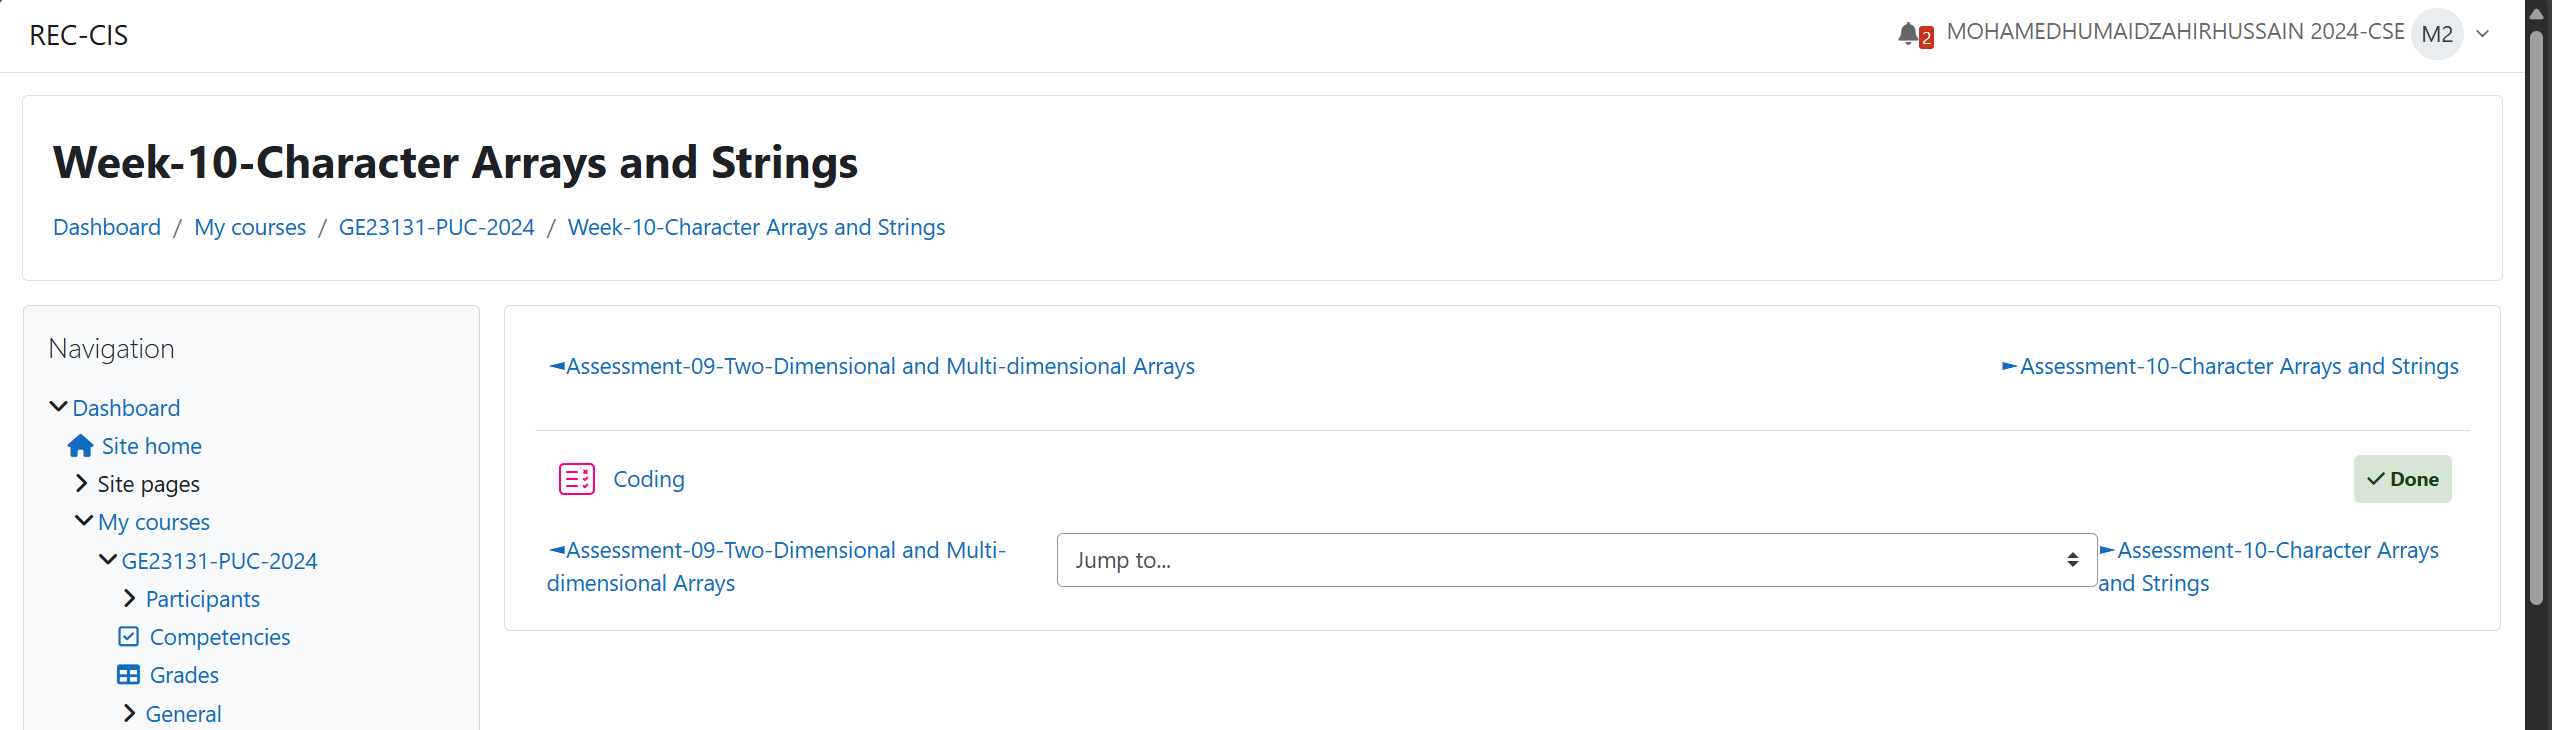 REC-CIS
2 MOHAMEDHUMAIDZAHIRHUSSAIN 2024-CSE M2
Week-10-Character Arrays and Strings
Dashboard / My courses / GE23131-PUC-2024 / Week-10-Character Arrays and Strings
Navigation
Dashboard
Site home
Site pages
My courses
GE23131-PUC-2024
Participants
Competencies
Grades
General
◄Assessment-09-Two-Dimensional and Multi-dimensional Arrays
►Assessment-10-Character Arrays and Strings
Coding
Done
◄Assessment-09-Two-Dimensional and Multi-
dimensional Arrays
Jump to...
►Assessment-10-Character Arrays
and Strings